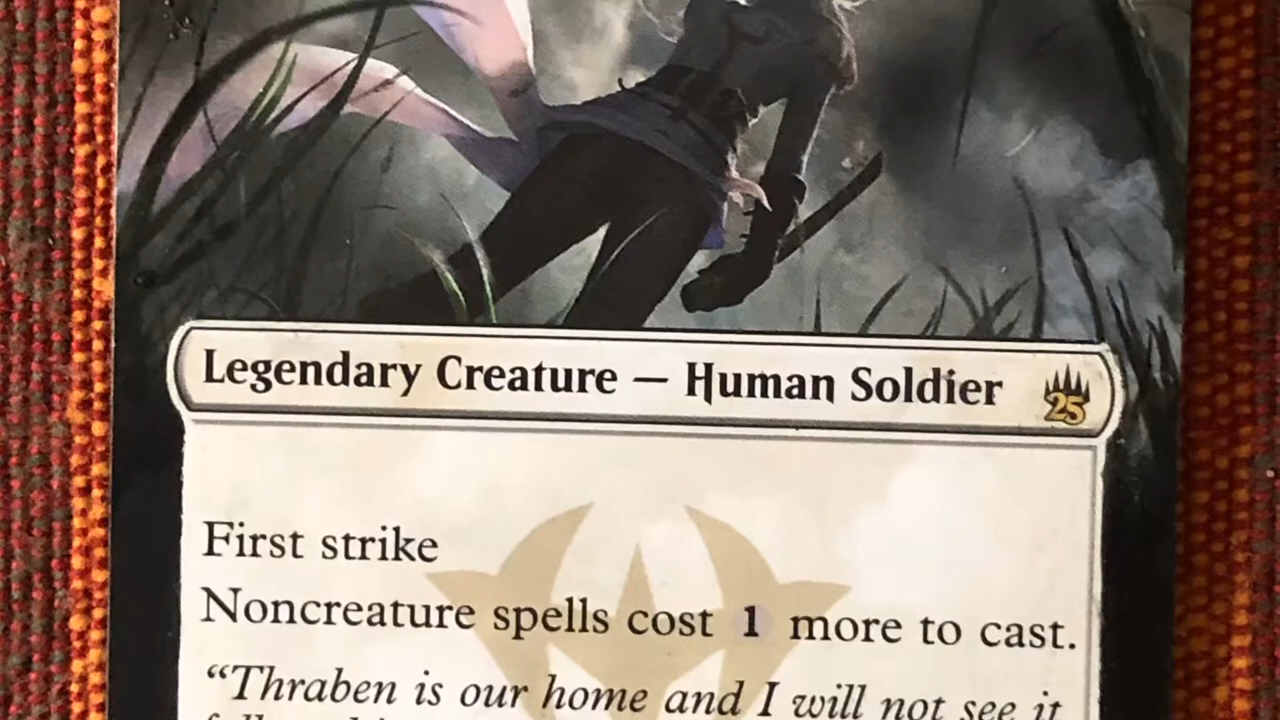 Legendary Creature — Human Soldier
25
First strike
Noncreature spells cost 1 more to cast.
“Thraben is our home and I will not see it